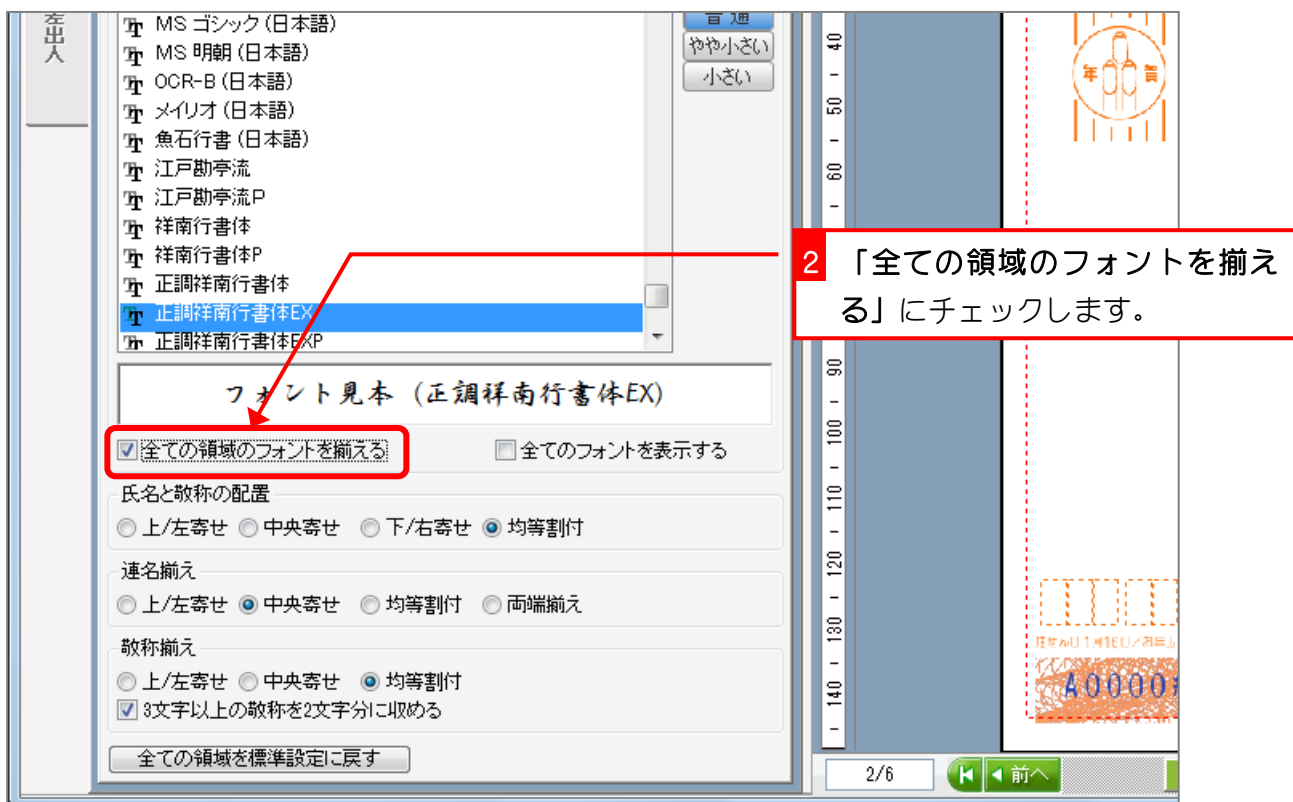 差出人
MS ゴシック (日本語)
MS 明朝 (日本語)
OCR-B (日本語)
メイリオ (日本語)
魚石行書 (日本語)
江戸勘亭流
江戸勘亭流P
祥南行書体
祥南行書体P
正調祥南行書体
正調祥南行書体EX
正調祥南行書体EXP
普通
やや小さい
小さい
フォント見本 (正調祥南行書体EX)
全ての領域のフォントを揃える
全てのフォントを表示する
氏名と敬称の配置
上/左寄せ 中央寄せ 下/右寄せ 均等割付
連名揃え
上/左寄せ 中央寄せ 均等割付 両端揃え
敬称揃え
上/左寄せ 中央寄せ 均等割付
3文字以上の敬称を2文字分に収める
全ての領域を標準設定に戻す
40
50
60
90
100
110
120
130
140
年賀
2 「全ての領域のフォントを揃え
る」にチェックします。
A0000
2/6
前へ